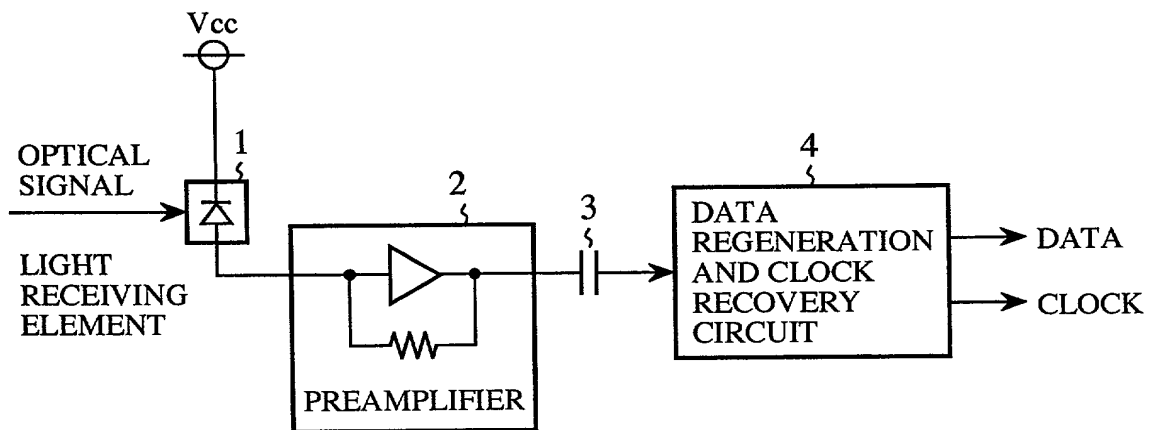 Vcc
1
OPTICAL
SIGNAL
LIGHT
RECEIVING
ELEMENT
2
PREAMPLIFIER
3
4
DATA
REGENERATION
AND CLOCK
RECOVERY
CIRCUIT
DATA
CLOCK